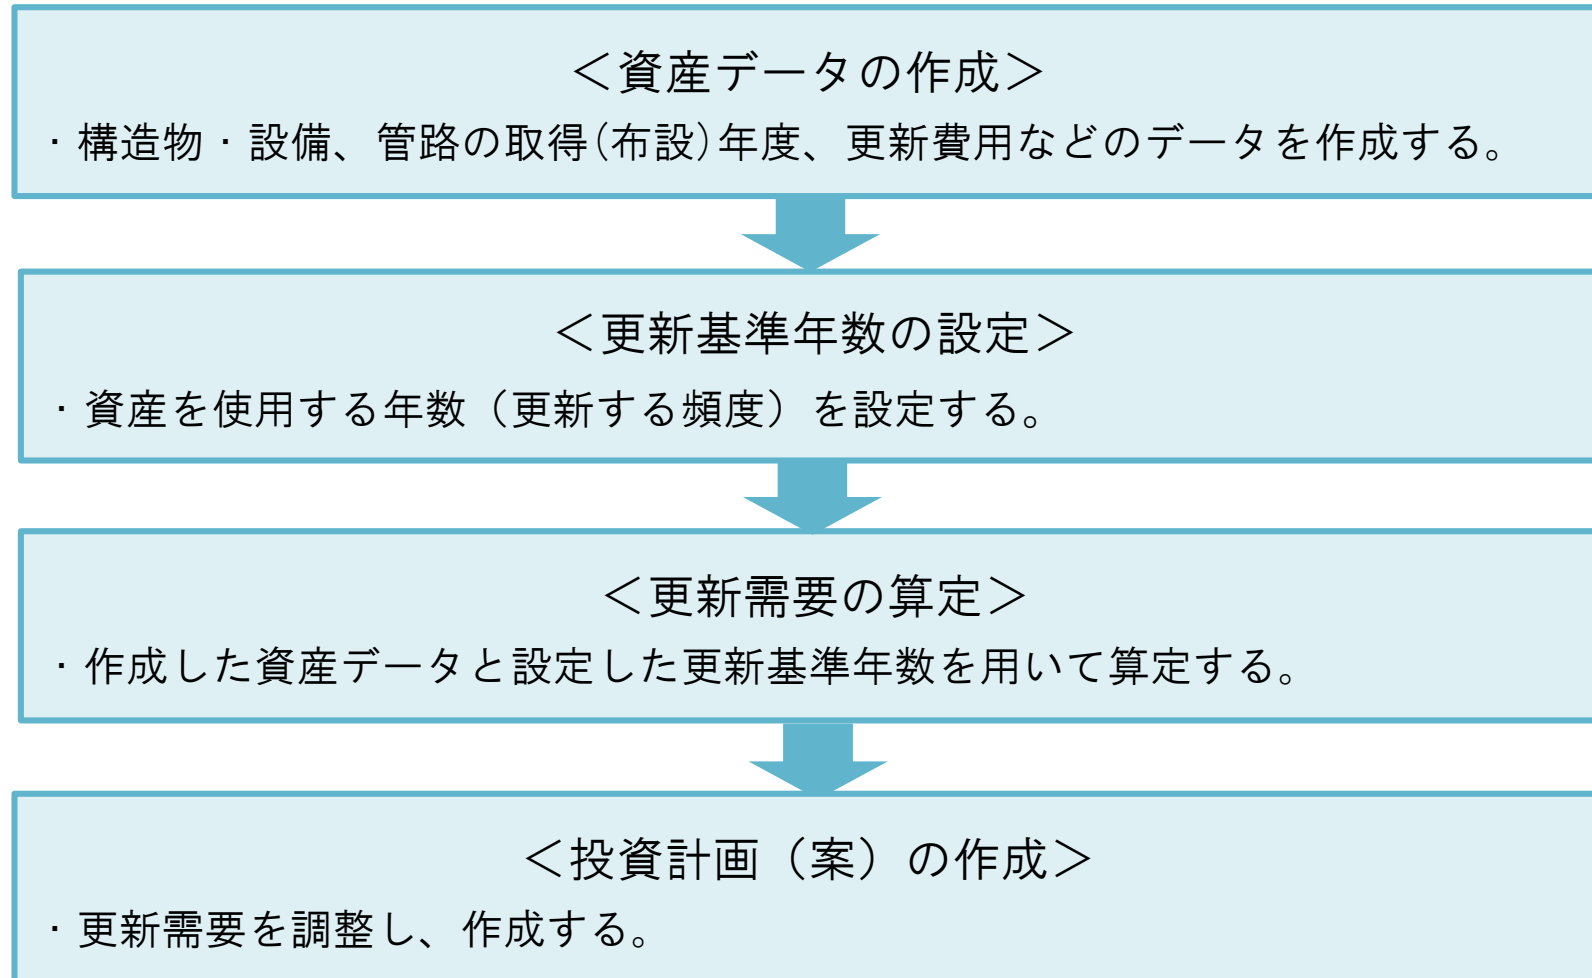 ＜資産データの作成＞
・構造物・設備、管路の取得(布設)年度、更新費用などのデータを作成する。
＜更新基準年数の設定＞
・資産を使用する年数（更新する頻度）を設定する。
＜更新需要の算定＞
・作成した資産データと設定した更新基準年数を用いて算定する。
＜投資計画（案）の作成＞
・更新需要を調整し、作成する。